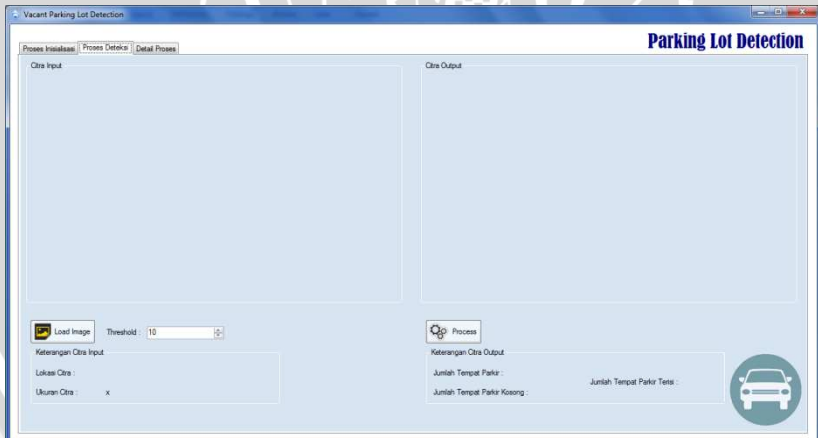 Vacant Parking Lot Detection
Parking Lot Detection
Proses Inisialisasi Proses Deteksi Detail Proses
Citra Input
Citra Output
Load Image Threshold : 10
Process
Keterangan Citra Input
Lokasi Citra :
Ukuran Citra : x
Keterangan Citra Output
Jumlah Tempat Parkir :
Jumlah Tempat Parkir Terisi :
Jumlah Tempat Parkir Kosong :